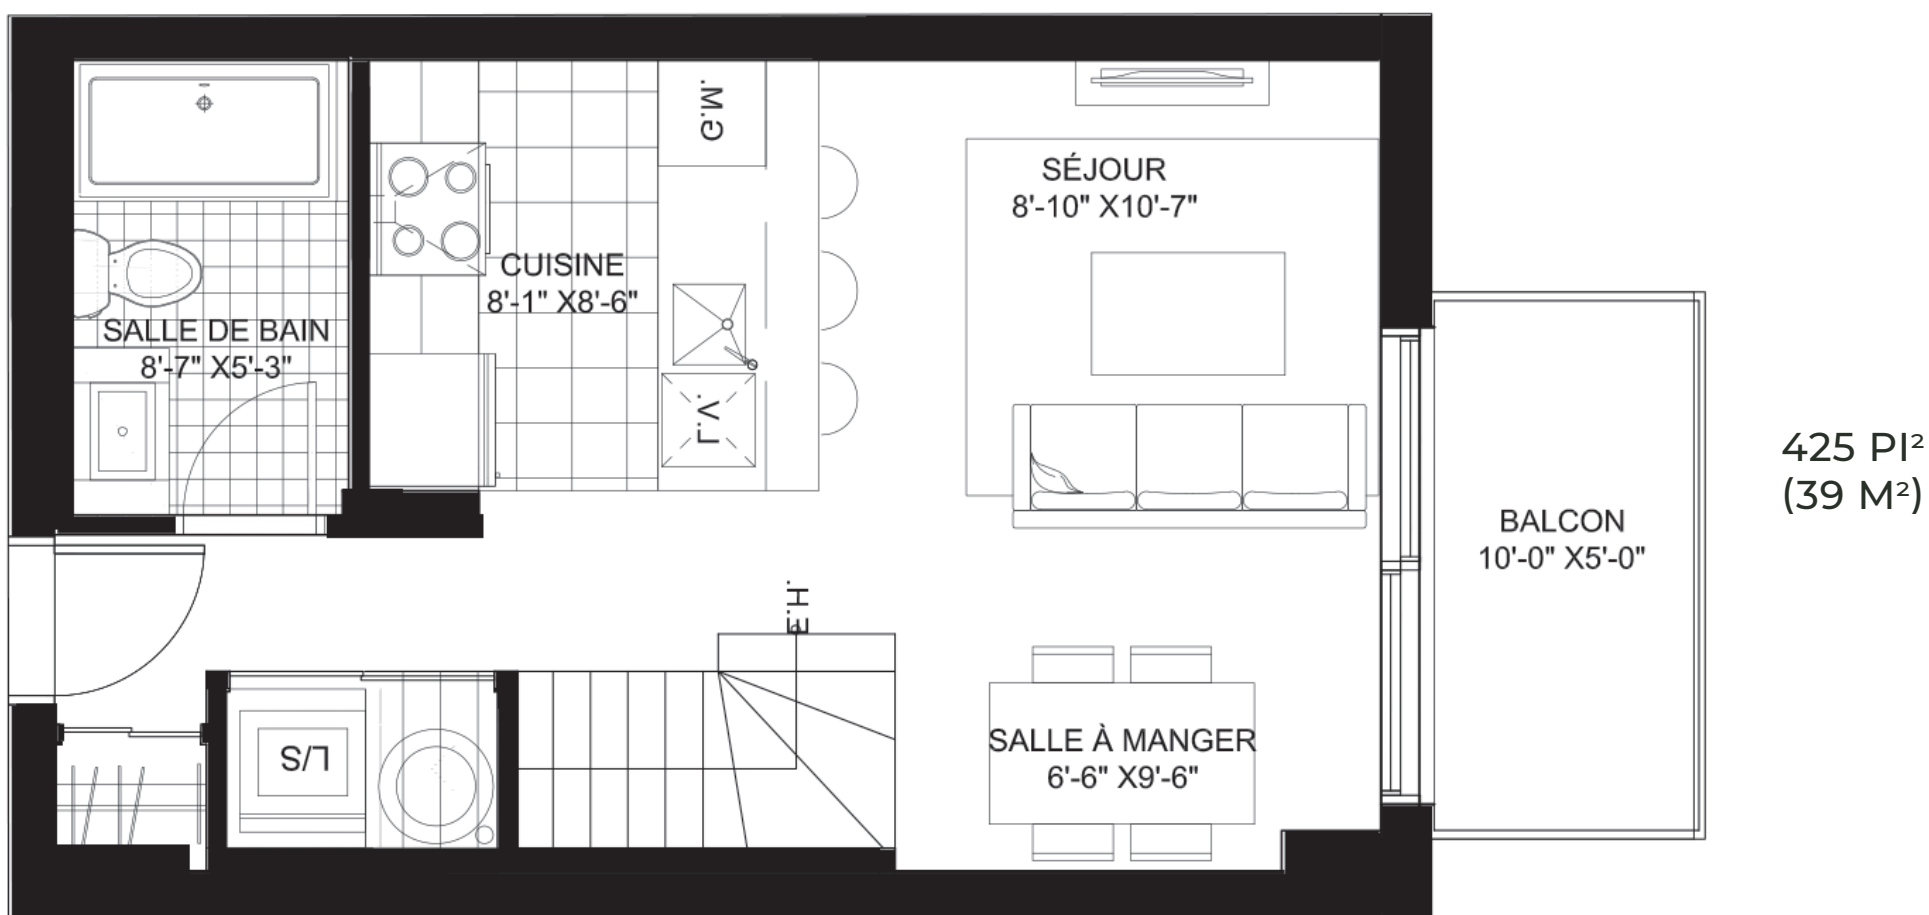 M.O.
SÉJOUR
8'-10" X10'-7"
CUISINE
8'-1" X8'-6"
SALLE DE BAIN
8'-7" X5'-3"
L.V.
425 PI²
(39 M²)
BALCON
10'-0" X5'-0"
E.H.
SALLE À MANGER
6'-6" X9'-6"
L/S